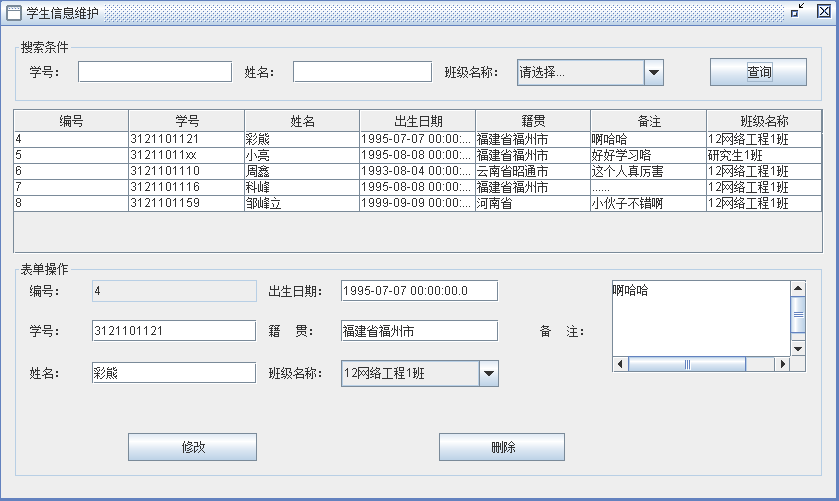 学生信息维护
搜索条件
学号： 姓名： 班级名称： 请选择... 查询
编号 学号 姓名 出生日期 籍贯 备注 班级名称
4 3121101121 彩熊 1995-07-07 00:00:... 福建省福州市 啊哈哈 12网络工程1班
5 31211011xx 小亮 1995-08-08 00:00:... 福建省福州市 好好学习咯 研究生1班
6 3121101110 周鑫 1993-08-04 00:00:... 云南省昭通市 这个人真厉害 12网络工程1班
7 3121101116 科峰 1995-08-08 00:00:... 福建省福州市 ...... 12网络工程1班
8 3121101159 邹峰立 1999-09-09 00:00:... 河南省 小伙子不错啊 12网络工程1班
表单操作
编号： 4 出生日期： 1995-07-07 00:00:00.0 啊哈哈
学号： 3121101121 籍 贯： 福建省福州市 备 注：
姓名： 彩熊 班级名称： 12网络工程1班
修改 删除